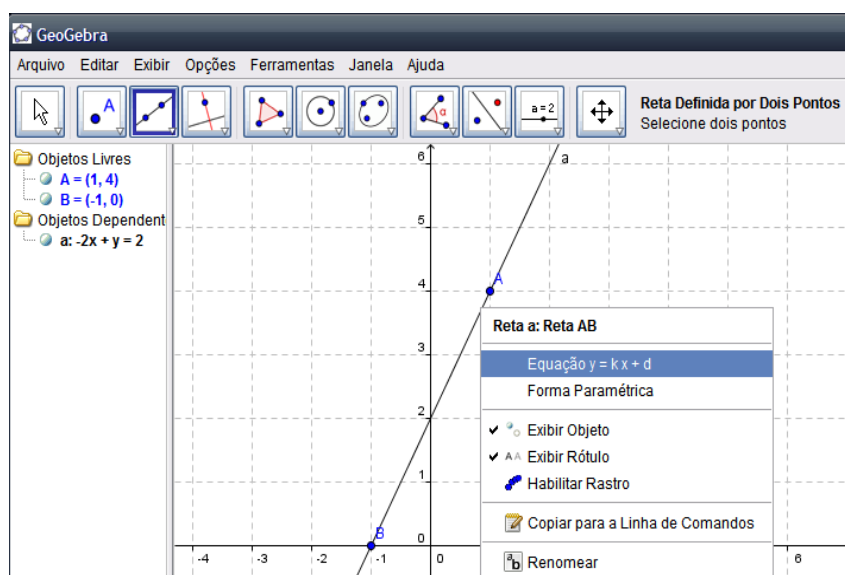 GeoGebra
Arquivo Editar Exibir Opções Ferramentas Janela Ajuda
A α a = 2
Reta Definida por Dois Pontos
Selecione dois pontos
Objetos Livres
A = (1, 4)
B = (-1, 0)
Objetos Dependent
a: -2x + y = 2
6
a
5
4
A
3
2
1
0
B
-4 -3 -2 -1 0 6
Reta a: Reta AB
Equação y = k x + d
Forma Paramétrica
Exibir Objeto
AA Exibir Rótulo
Habilitar Rastro
Copiar para a Linha de Comandos
ab Renomear